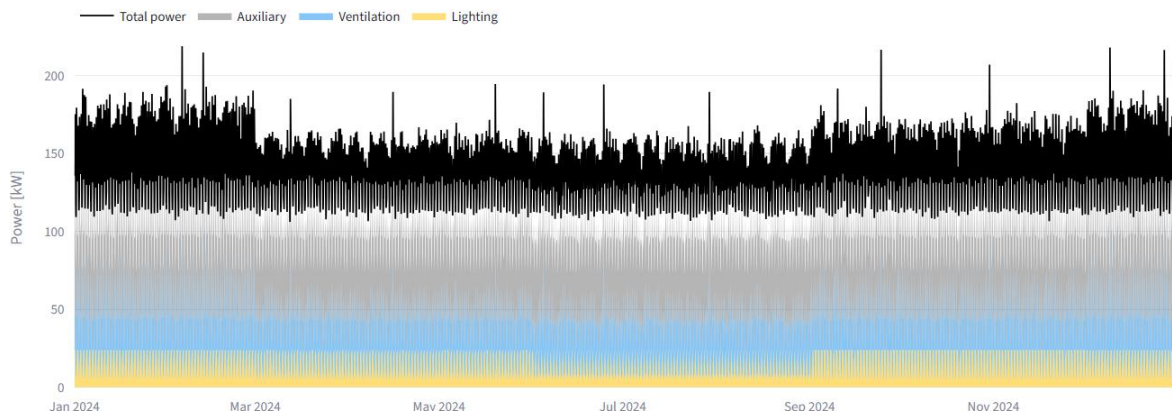 Total power Auxiliary Ventilation Lighting
200
150
100
50
0
Power [kW]
Jan 2024 Mar 2024 May 2024 Jul 2024 Sep 2024 Nov 2024